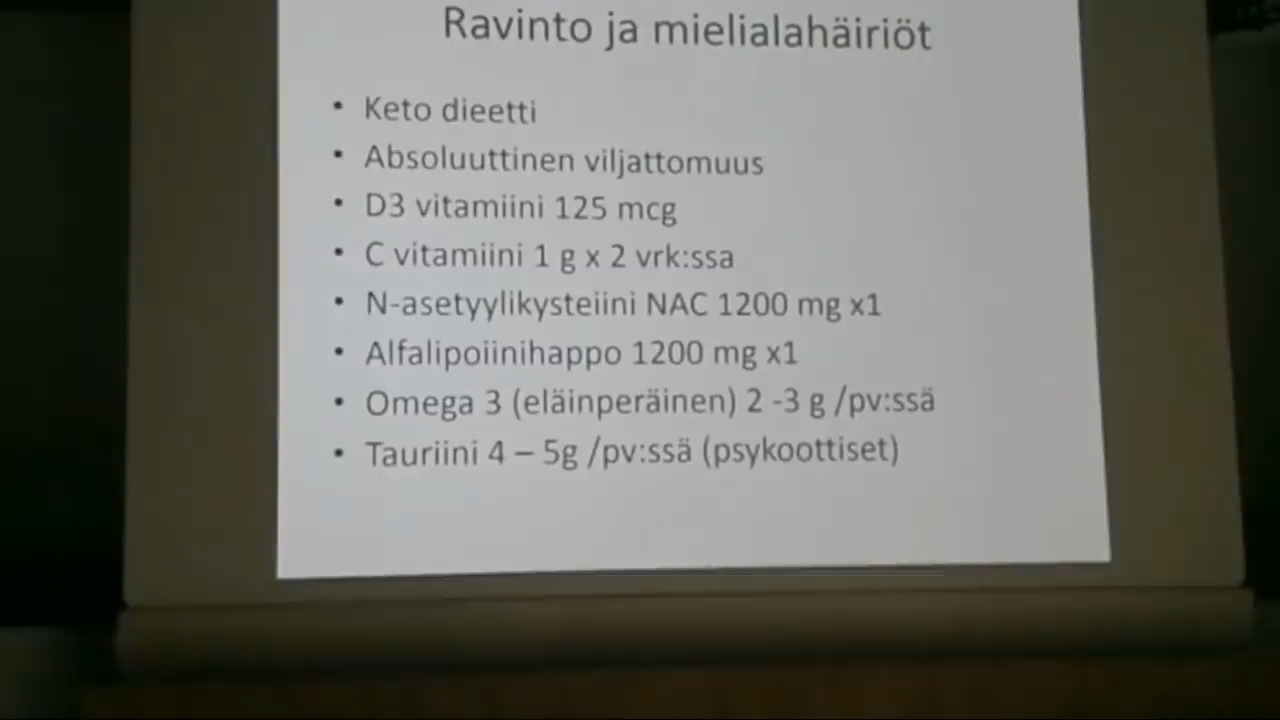 Ravinto ja mielialahäiriöt
• Keto dieetti
• Absoluuttinen viljattomuus
• D3 vitamiini 125 mcg
• C vitamiini 1 g x 2 vrk:ssa
• N-asetyylikysteiini NAC 1200 mg x1
• Alfalipoiinihappo 1200 mg x1
• Omega 3 (eläinperäinen) 2 -3 g /pv:ssä
• Tauriini 4 – 5g /pv:ssä (psykoottiset)